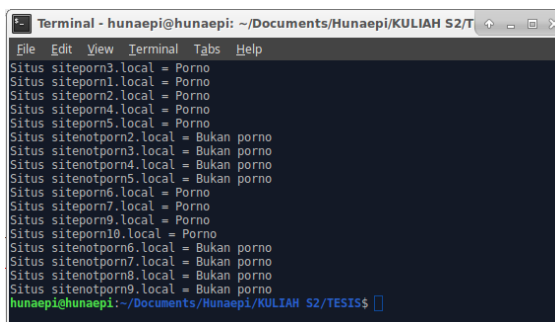 Terminal - hunaepi@hunaepi: ~/Documents/Hunaepi/KULIAH S2/T
File Edit View Terminal Tabs Help
Situs siteporn3.local = Porno
Situs siteporn1.local = Porno
Situs siteporn2.local = Porno
Situs siteporn4.local = Porno
Situs siteporn5.local = Porno
Situs sitenotporn2.local = Bukan porno
Situs sitenotporn3.local = Bukan porno
Situs sitenotporn4.local = Bukan porno
Situs sitenotporn5.local = Bukan porno
Situs siteporn6.local = Porno
Situs siteporn7.local = Porno
Situs siteporn9.local = Porno
Situs siteporn10.local = Porno
Situs sitenotporn6.local = Bukan porno
Situs sitenotporn7.local = Bukan porno
Situs sitenotporn8.local = Bukan porno
Situs sitenotporn9.local = Bukan porno
hunaepi@hunaepi:~/Documents/Hunaepi/KULIAH S2/TESIS$